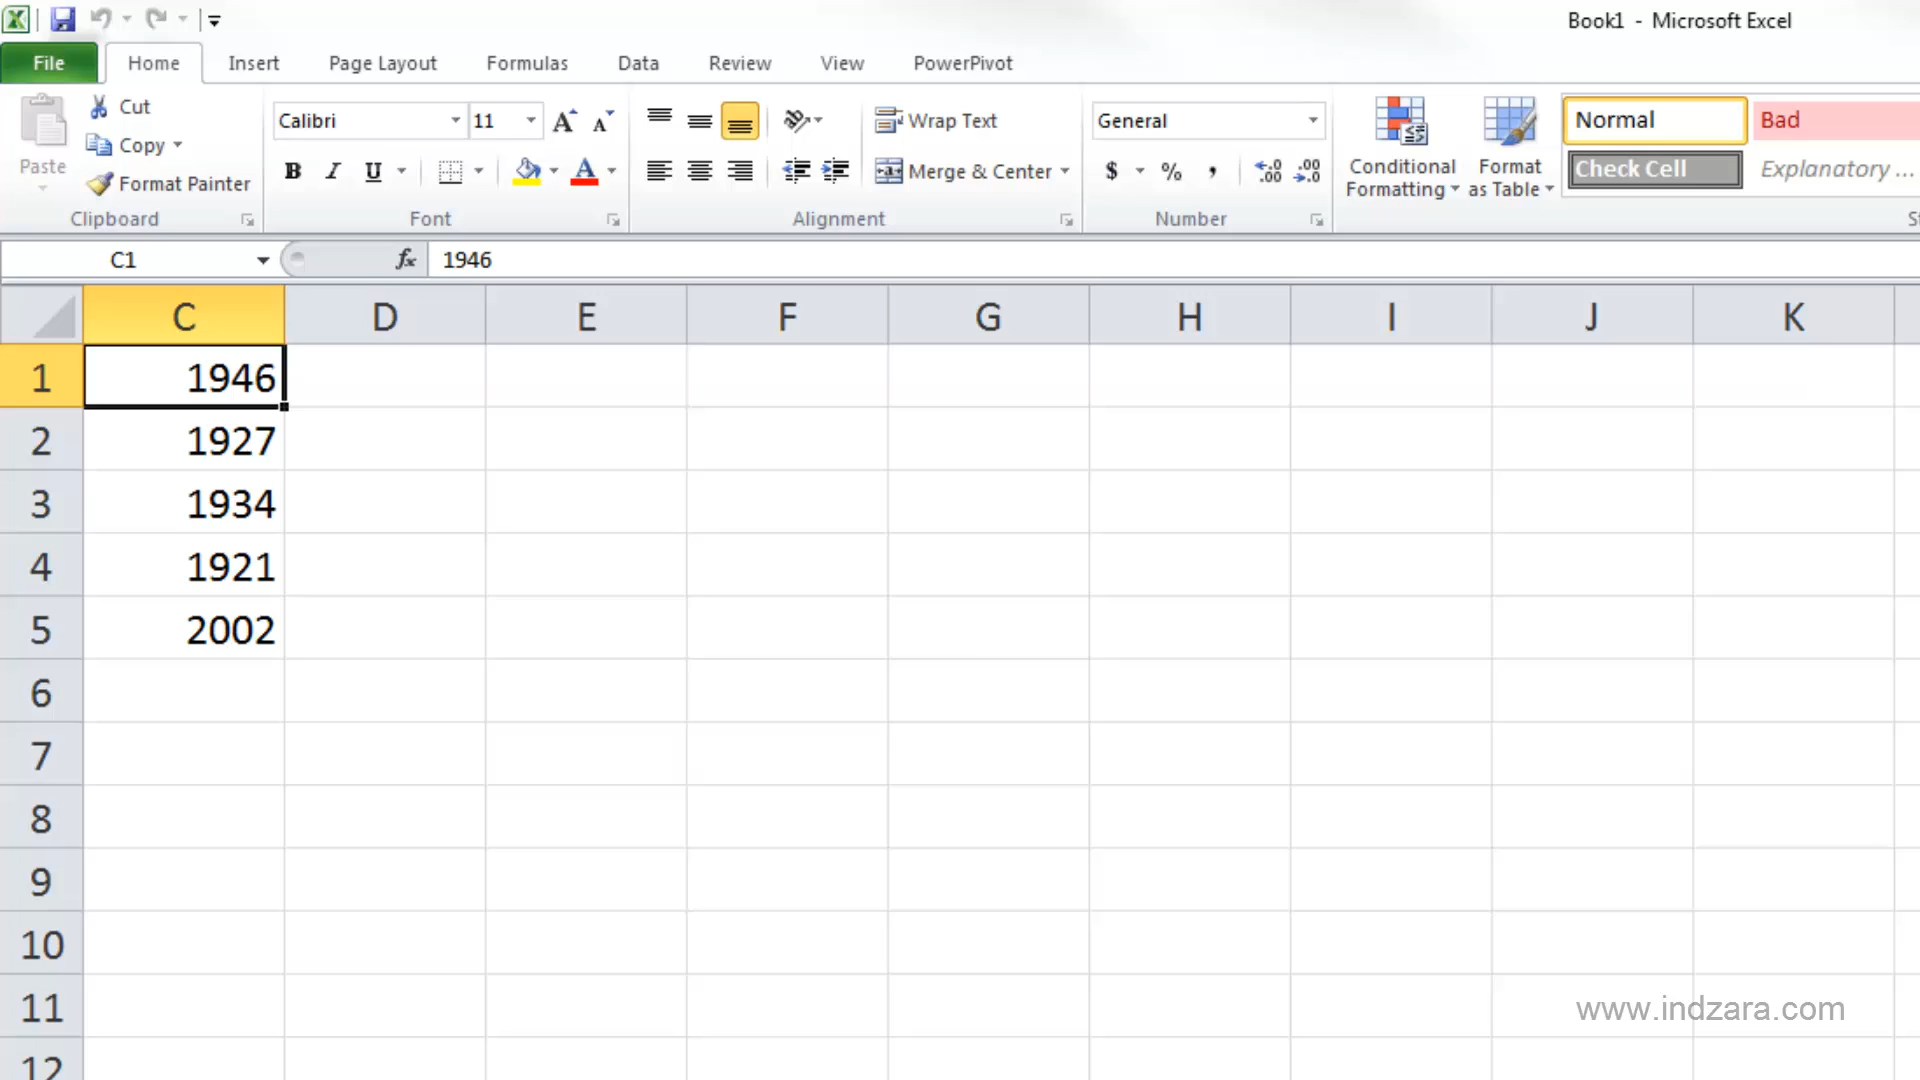 Book1 - Microsoft Excel
File Home Insert Page Layout Formulas Data Review View PowerPivot
Paste
Cut
Copy
Format Painter
Clipboard
Calibri 11
B I U A
Font
Wrap Text
Merge & Center
Alignment
General
$ % ,
Number
Conditional Formatting
Format as Table
Normal Bad
Check Cell Explanatory ...
C1 fx 1946
C D E F G H I J K
1 1946
2 1927
3 1934
4 1921
5 2002
6
7
8
9
10
11
12
www.indzara.com